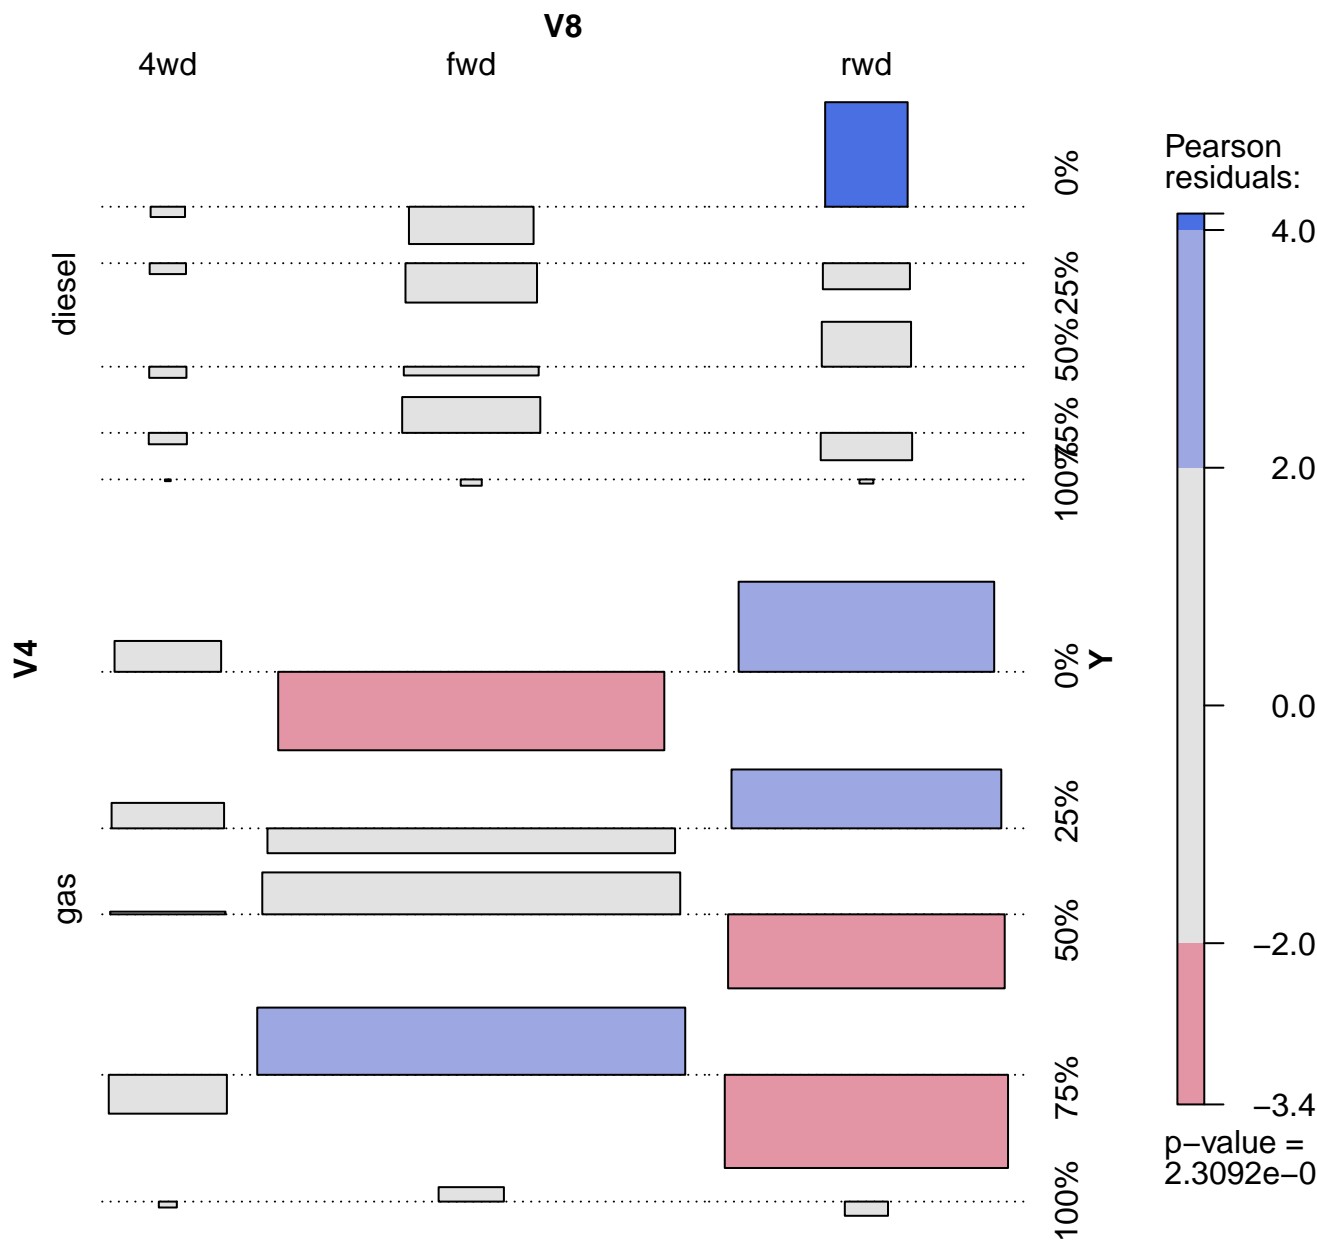 V8
4wd
fwd
rwd
V4
diesel
gas
0%
25%
50%
75%
100%
0%
25%
50%
75%
100%
Y
Pearson
residuals:
4.0
2.0
0.0
−2.0
−3.4
p−value =
2.3092e−0